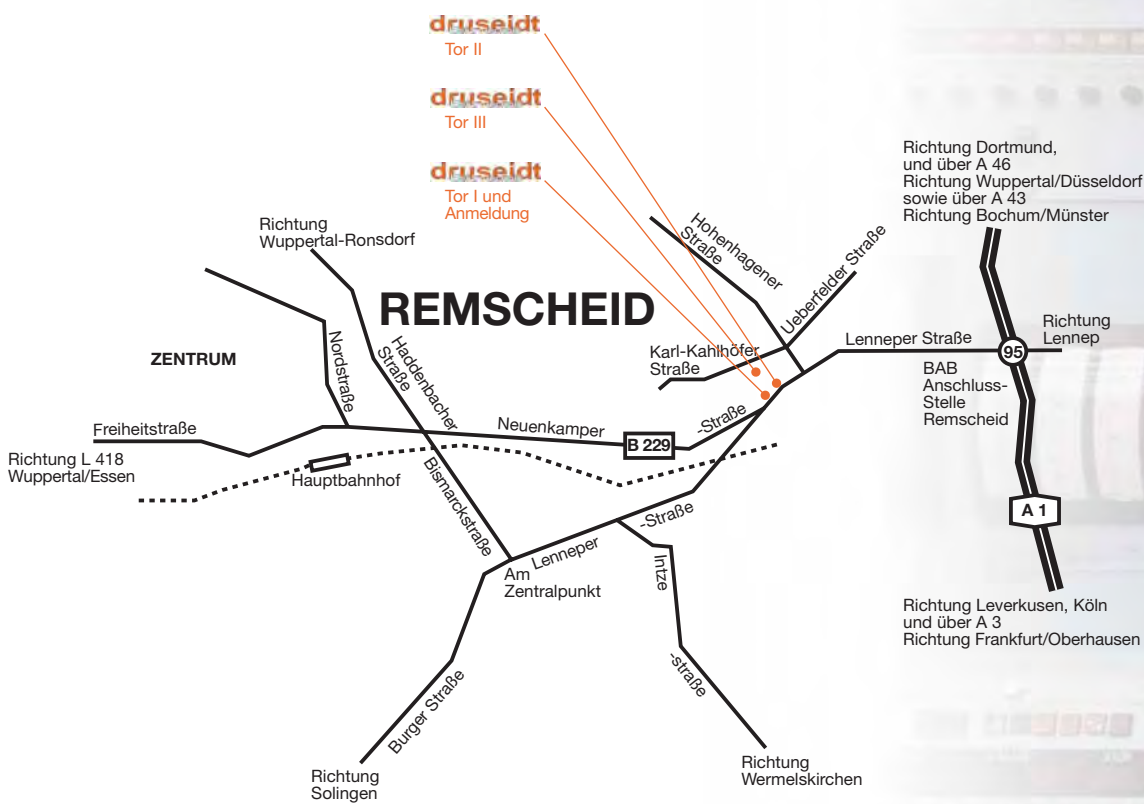 druseidt
Tor II
druseidt
Tor III
druseidt
Tor I und
Anmeldung
Richtung Dortmund,
und über A 46
Richtung Wuppertal/Düsseldorf
sowie über A 43
Richtung Bochum/Münster
Richtung
Wuppertal-Ronsdorf
Hohenhagener
Straße
Ueberfelder Straße
REMSCHEID
ZENTRUM
Nordstraße
Haddenbacher
Straße
Karl-Kahlhöfer
Straße
Lenneper Straße
95
Richtung
Lennep
BAB
Anschluss-
Stelle
Remscheid
Freiheitstraße
Neuenkamper
B 229
-Straße
Richtung L 418
Wuppertal/Essen
Hauptbahnhof
Bismarckstraße
A 1
Lenneper
-Straße
Am
Zentralpunkt
Intze
-straße
Burger Straße
Richtung Leverkusen, Köln
und über A 3
Richtung Frankfurt/Oberhausen
Richtung
Solingen
Richtung
Wermelskirchen